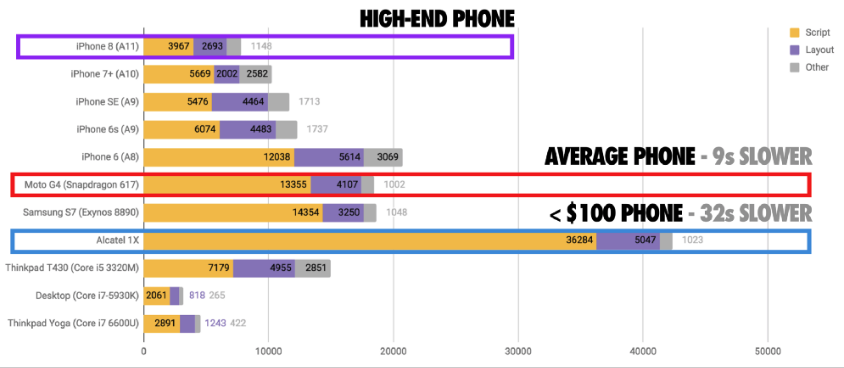 HIGH-END PHONE
Script
Layout
Other
iPhone 8 (A11) 3967 2693 1148
iPhone 7+ (A10) 5669 2002 2582
iPhone SE (A9) 5476 4464 1713
iPhone 6s (A9) 6074 4483 1737
iPhone 6 (A8) 12038 5614 3069
AVERAGE PHONE - 9s SLOWER
Moto G4 (Snapdragon 617) 13355 4107 1002
Samsung S7 (Exynos 8890) 14354 3250 1048
< $100 PHONE - 32s SLOWER
Alcatel 1X 36284 5047 1023
Thinkpad T430 (Core i5 3320M) 7179 4955 2851
Desktop (Core i7-5930K) 2061 818 265
Thinkpad Yoga (Core i7 6600U) 2891 1243 422
0 10000 20000 30000 40000 50000